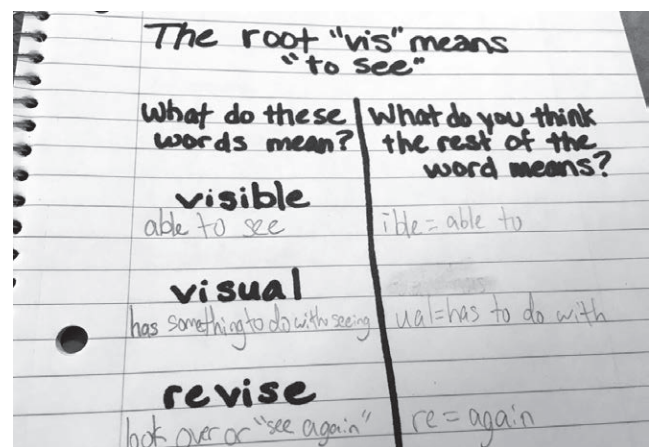 The root "vis" means
"to see"
What do these
words mean?
What do you think
the rest of the
word means?
visible
able to see
ible = able to
visual
has something to do with seeing
ual=has to do with
revise
look over or "see again"
re = again